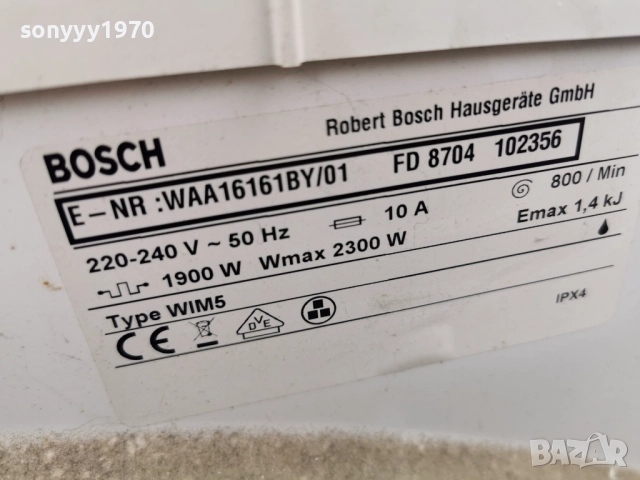 sonyyy1970
BOSCH Robert Bosch Hausgeräte GmbH
E-NR :WAA16161BY/01 FD 8704 102356
220-240 V ~ 50 Hz 10 A 800 / Min
1900 W Wmax 2300 W Emax 1,4 kJ
Type WIM5 IPX4
CE DVE
BAZAR